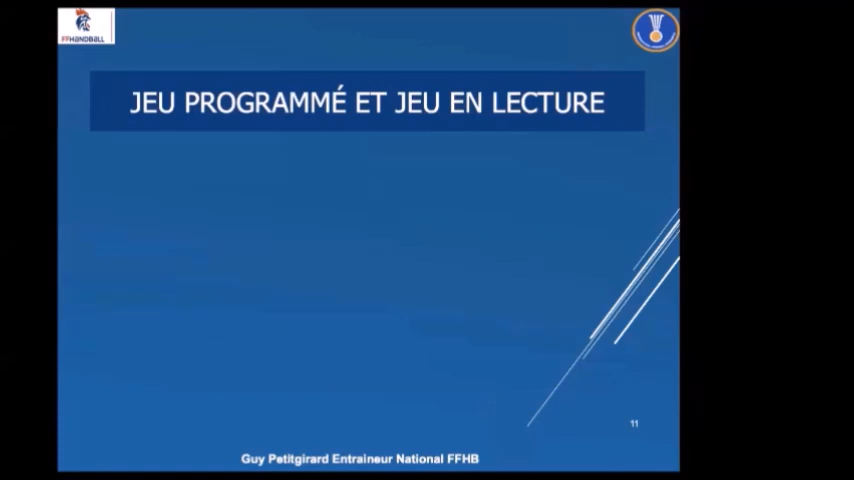 FFHANDBALL
JEU PROGRAMMÉ ET JEU EN LECTURE
11
Guy Petitgirard Entraineur National FFHB